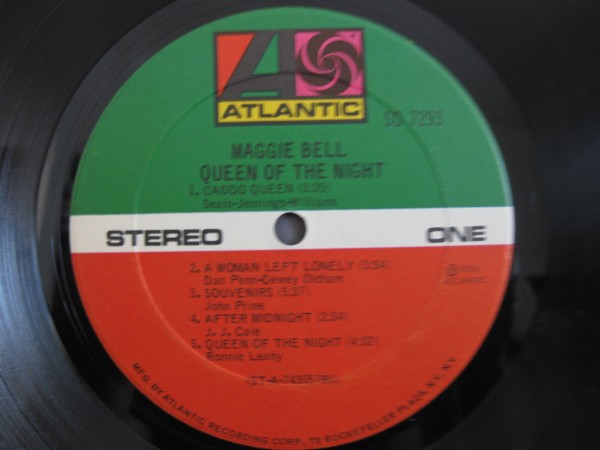 ATLANTIC
SD 7293
MAGGIE BELL
QUEEN OF THE NIGHT
1. CADDO QUEEN (3:35)
Seals-Jennings-Williams
STEREO
ONE
2. A WOMAN LEFT LONELY (3:54)
Dan Penn-Dewey Oldham
3. SOUVENIRS (5:27)
John Prine
4. AFTER MIDNIGHT (2:34)
J. J. Cale
5. QUEEN OF THE NIGHT (4:02)
Ronnie Leahy
MFG. BY ATLANTIC RECORDING CORP., 75 ROCKEFELLER PLAZA, N.Y., N.Y.